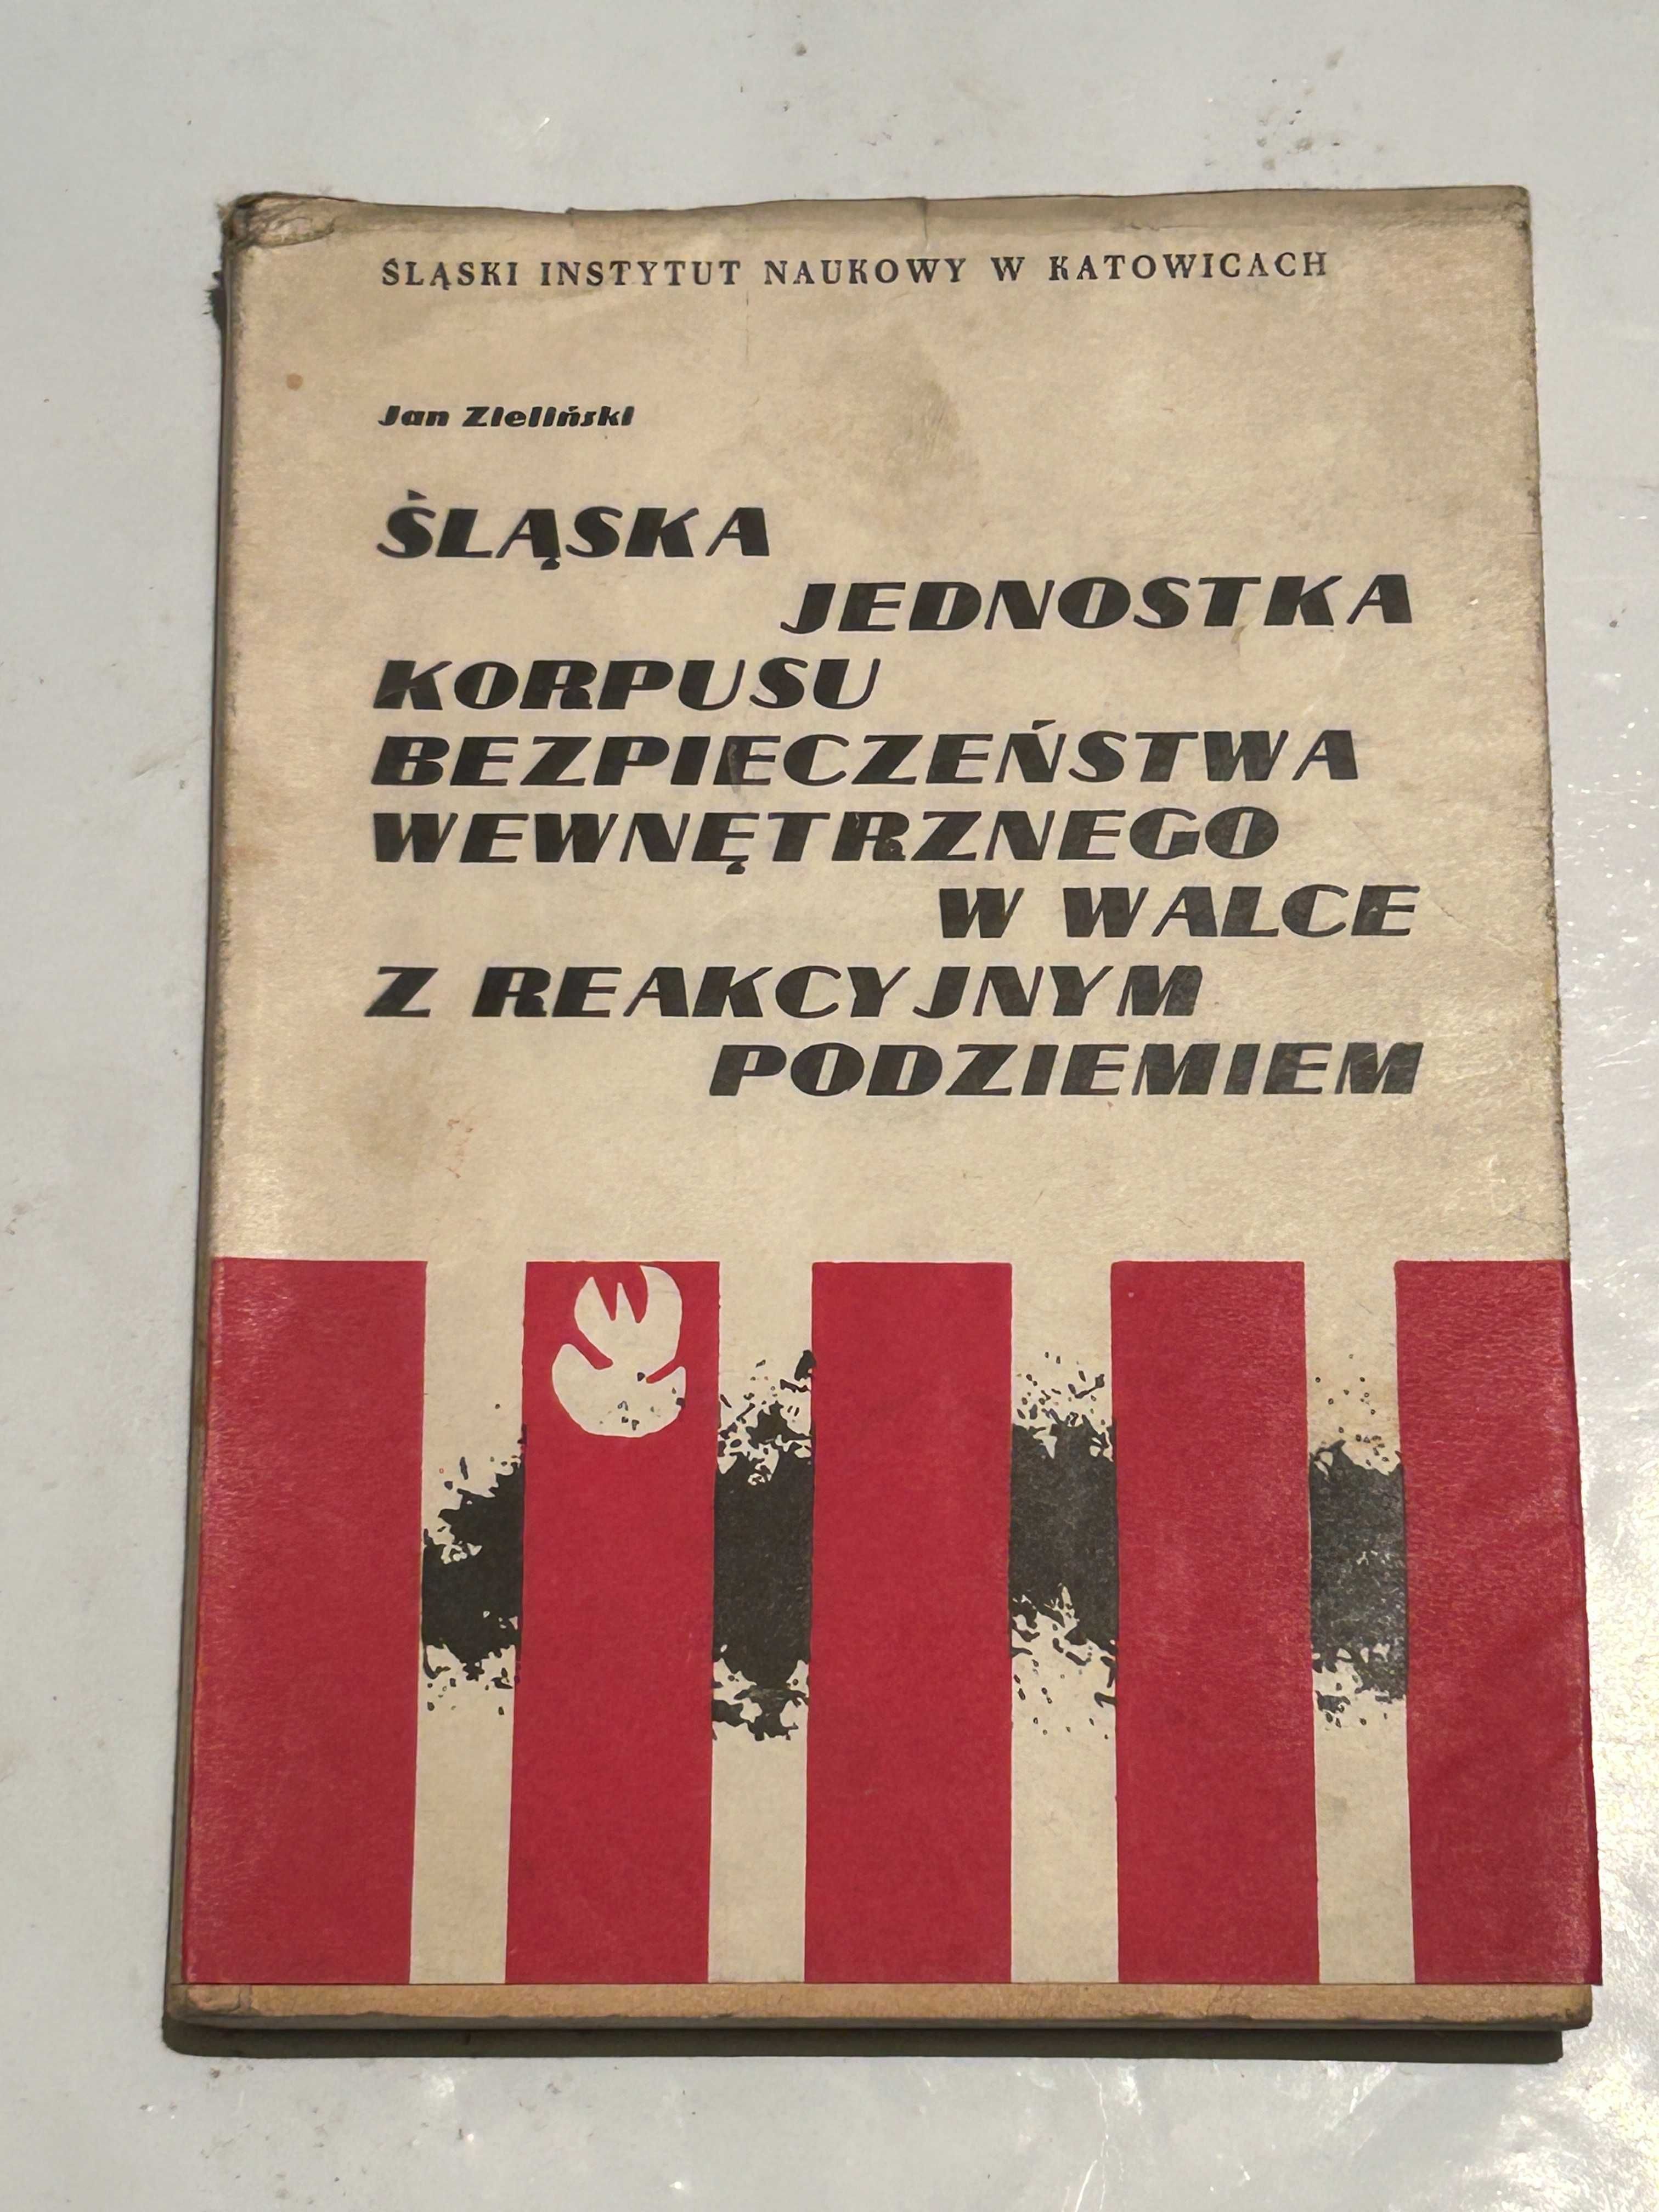 ŚLĄSKI INSTYTUT NAUKOWY W KATOWICACH
Jan Zieliński
ŚLĄSKA
JEDNOSTKA
KORPUSU
BEZPIECZEŃSTWA
WEWNĘTRZNEGO
W WALCE
Z REAKCYJNYM
PODZIEMIEM